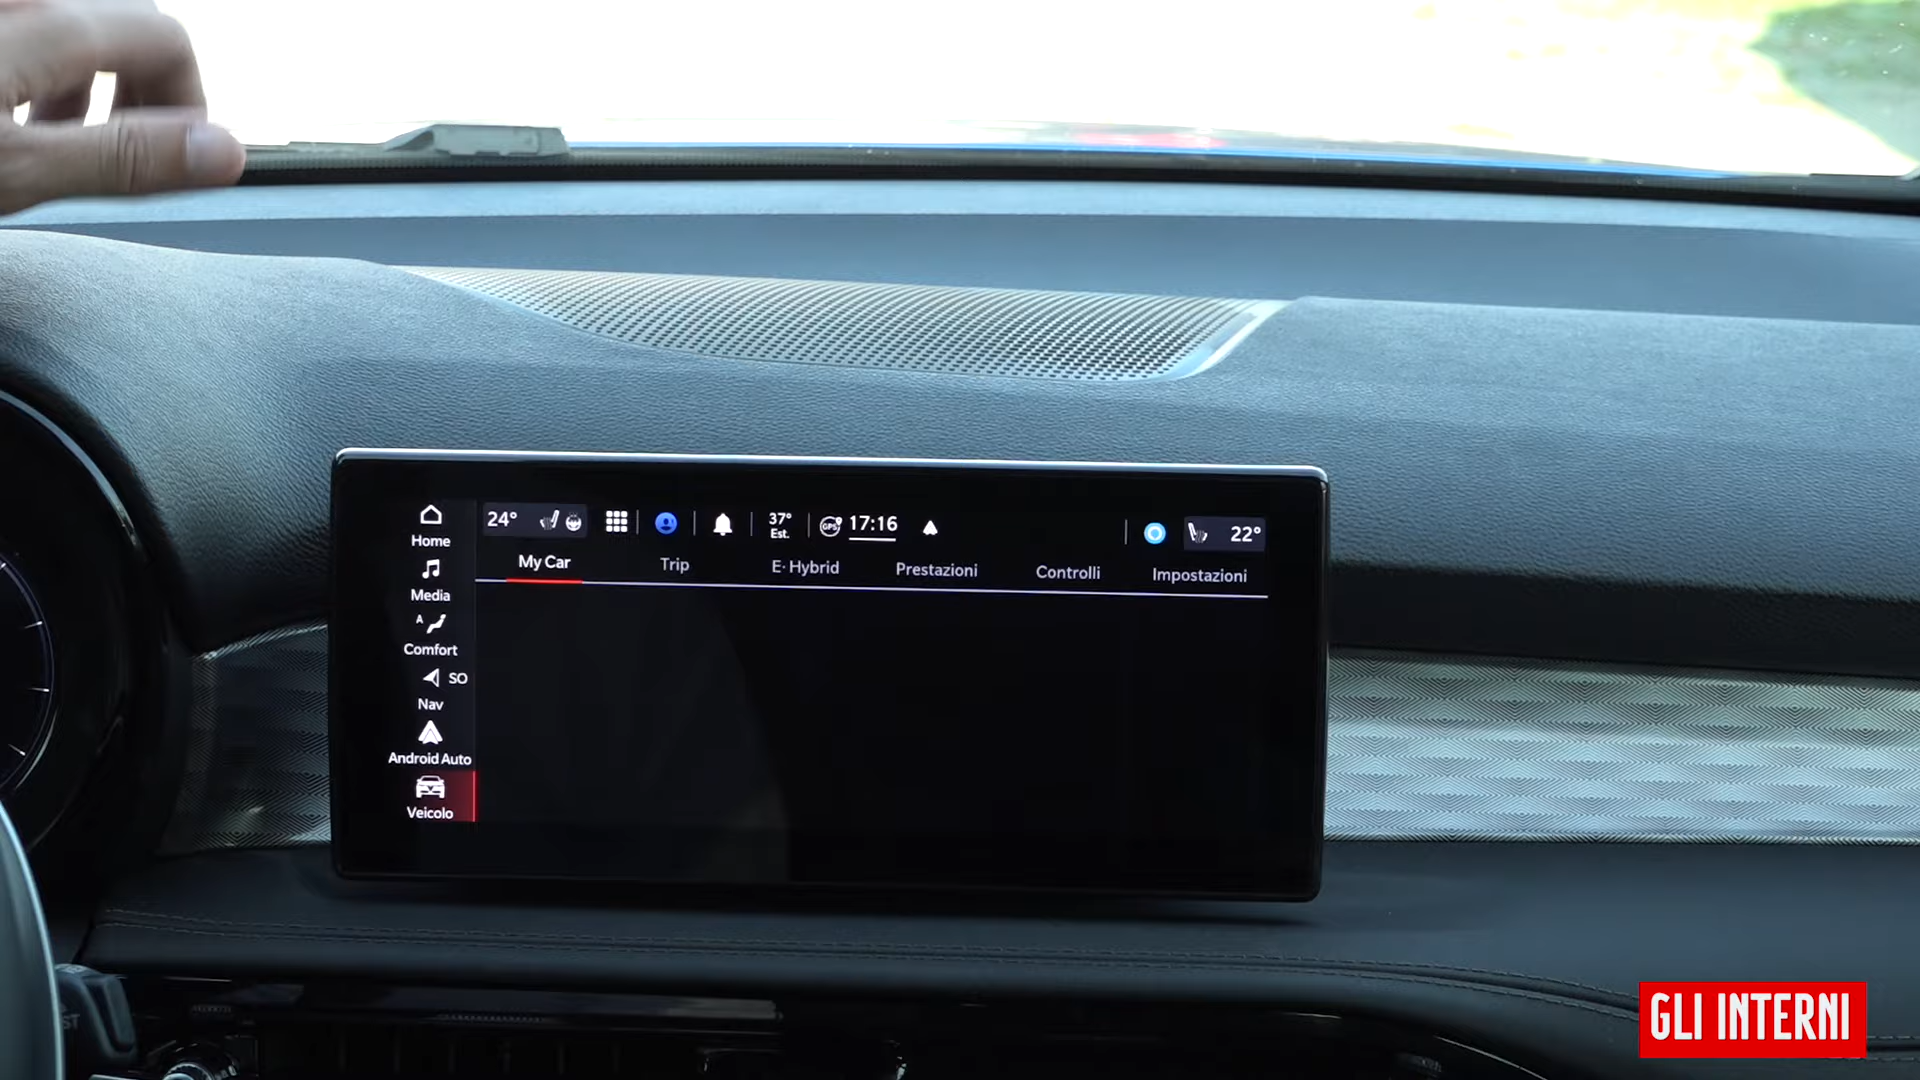 Home
Media
A
Comfort
SO
Nav
Android Auto
Veicolo
24°
37°
Est.
GPS
17:16
22°
My Car
Trip
E-Hybrid
Prestazioni
Controlli
Impostazioni
GLI INTERNI